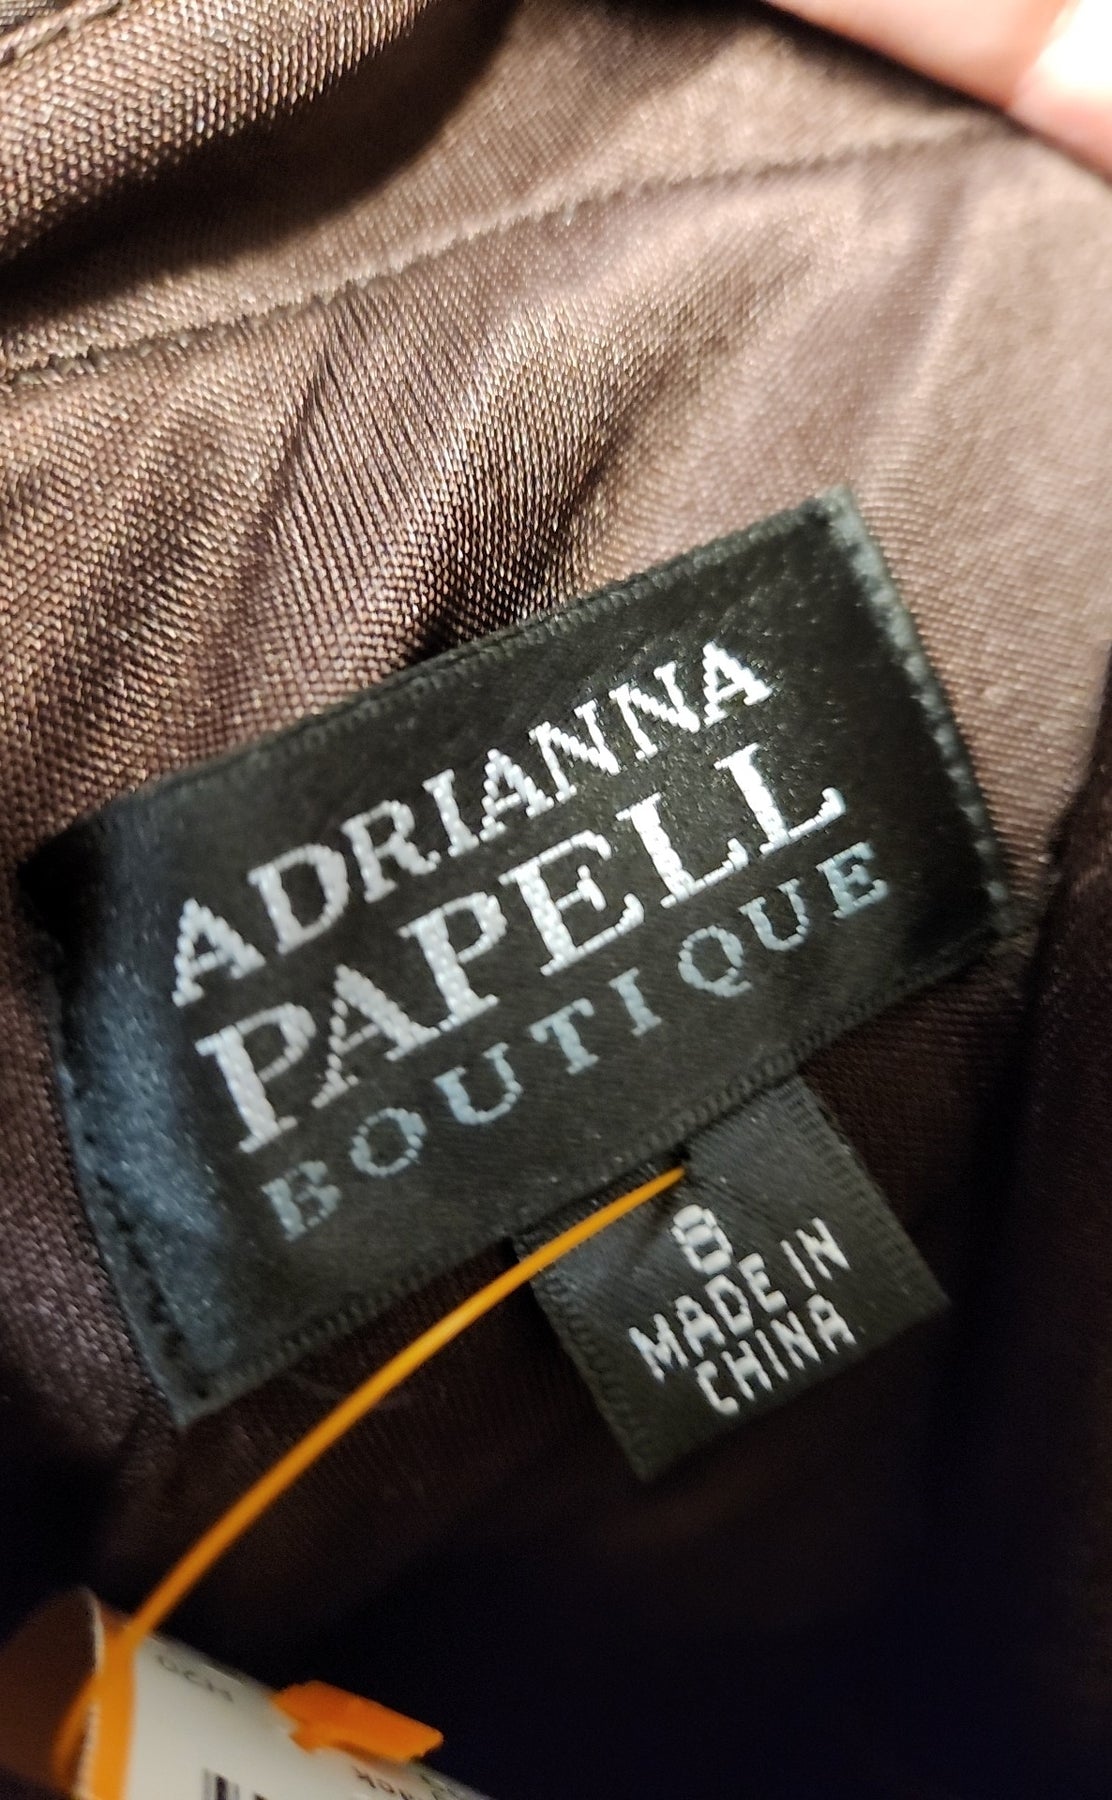 ADRIANNA
PAPELL
BOUTIQUE
8
MADE IN
CHINA